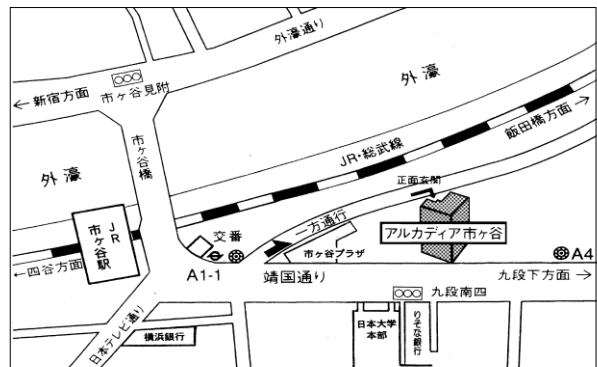 外濠通り
外濠
←新宿方面
市ヶ谷見附
飯田橋方面→
市ヶ谷橋
JR・総武線
外濠
正面玄関
一方通行
交番
アルカディア市ヶ谷
JR
市ヶ谷駅
市ヶ谷プラザ
A4
←四谷方面
A1-1
靖国通り
九段下方面→
九段南四
日本テレビ通り
横浜銀行
日本大学
本部
りそな銀行